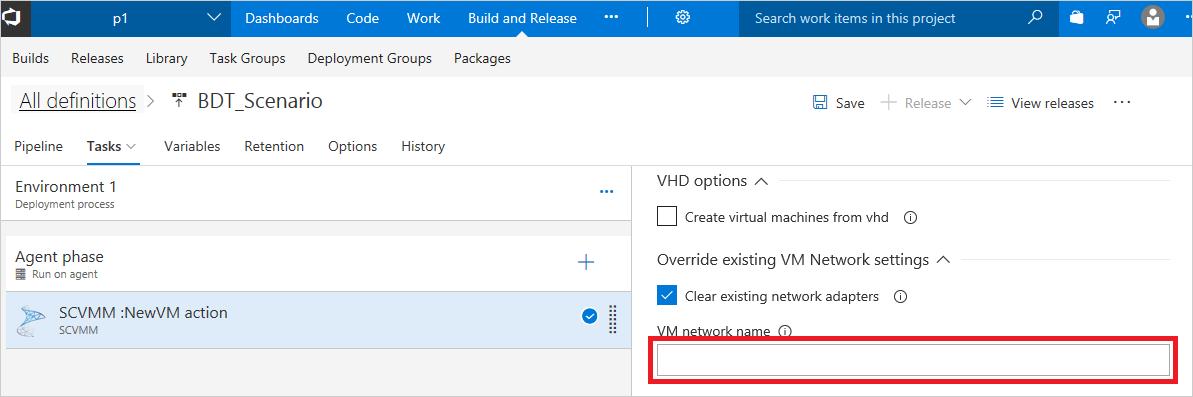 p1 Dashboards Code Work Build and Release ··· Search work items in this project
Builds Releases Library Task Groups Deployment Groups Packages
All definitions > BDT_Scenario Save + Release View releases ···
Pipeline Tasks Variables Retention Options History
Environment 1 ···
Deployment process
Agent phase
Run on agent
SCVMM :NewVM action
SCVMM
VHD options
Create virtual machines from vhd
Override existing VM Network settings
Clear existing network adapters
VM network name